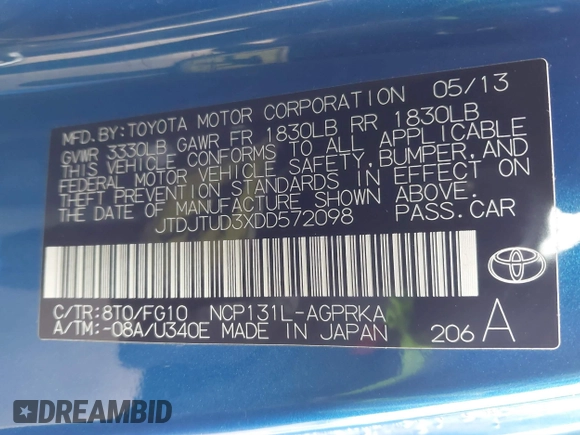 MFD.BY:TOYOTA MOTOR CORPORATION 05/13
GVWR 3330LB GAWR FR 1830LB RR 1830LB
THIS VEHICLE CONFORMS TO ALL APPLICABLE
FEDERAL MOTOR VEHICLE SAFETY,BUMPER,AND
THEFT PREVENTION STANDARDS IN EFFECT ON
THE DATE OF MANUFACTURE SHOWN ABOVE.
JTDJTUD3XDD572098 PASS.CAR
C/TR:8T0/FG10 NCP131L-AGPRKA
A/TM:-08A/U340E MADE IN JAPAN 206 A
DREAMBID